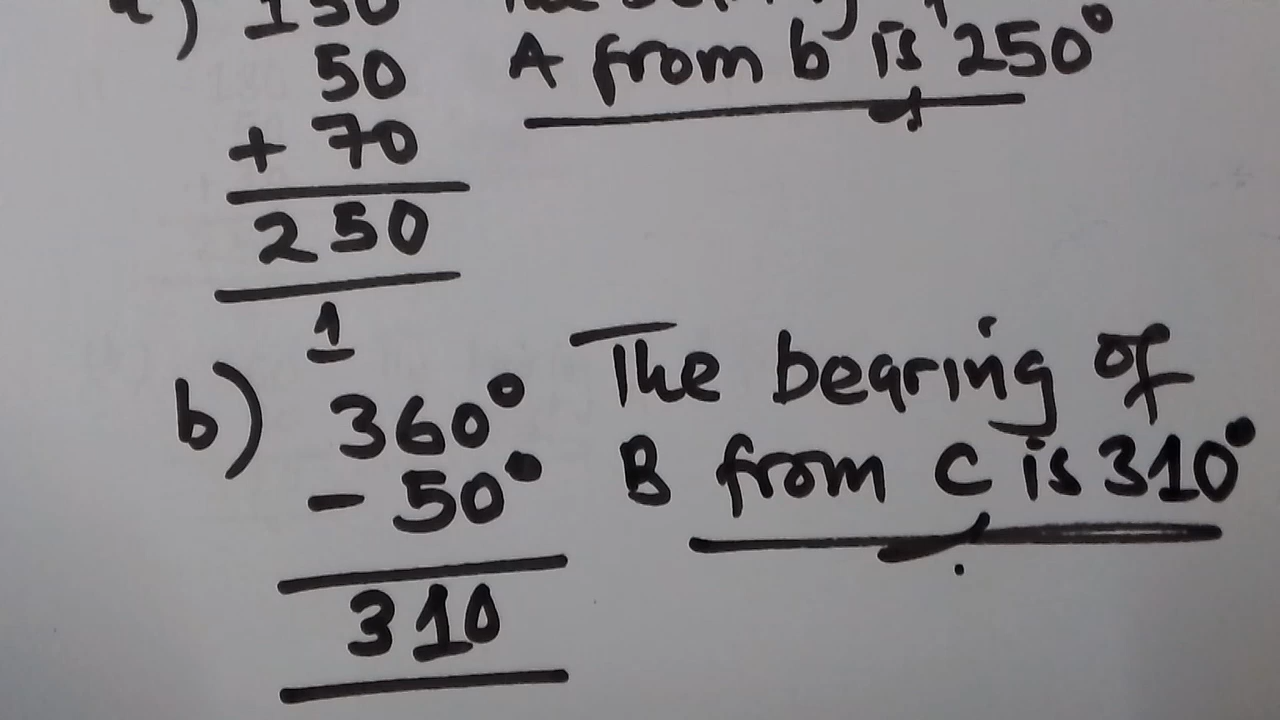 50
A from b is 250°
+ 70
250
1
b) 360°
- 50°
310
The bearing of
B from C is 310°